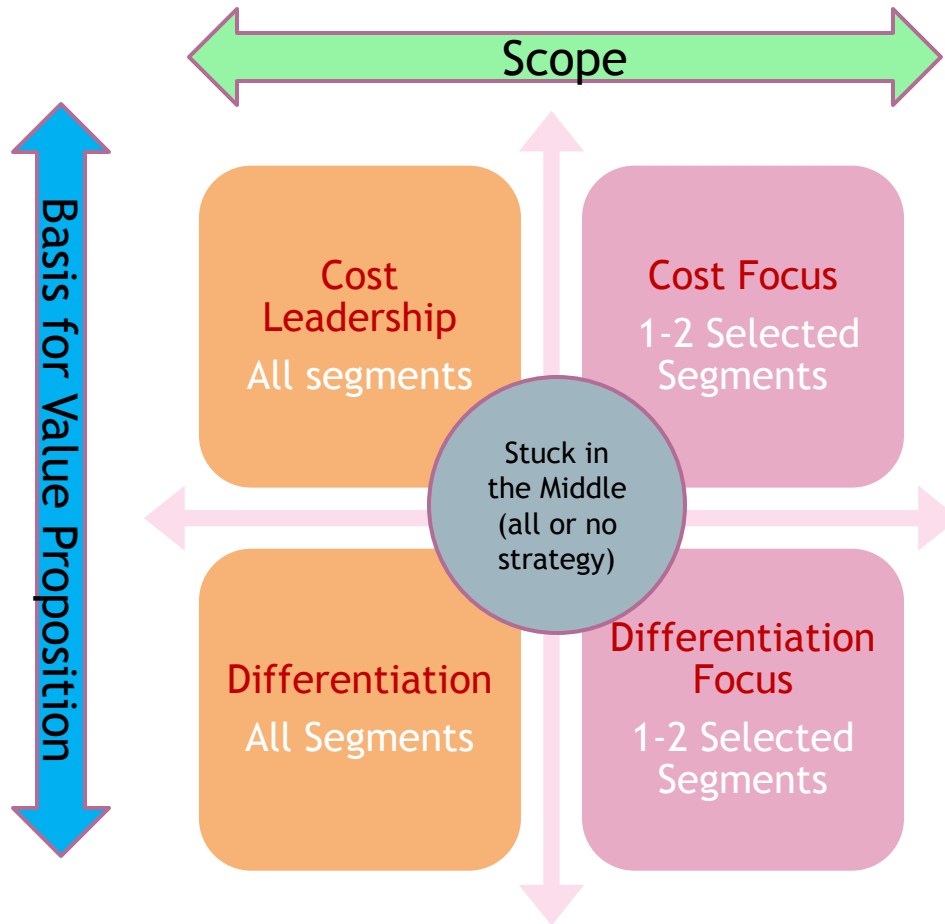 Scope
Basis for Value Proposition
Cost
Leadership
All segments
Cost Focus
1-2 Selected
Segments
Stuck in
the Middle
(all or no
strategy)
Differentiation
All Segments
Differentiation
Focus
1-2 Selected
Segments